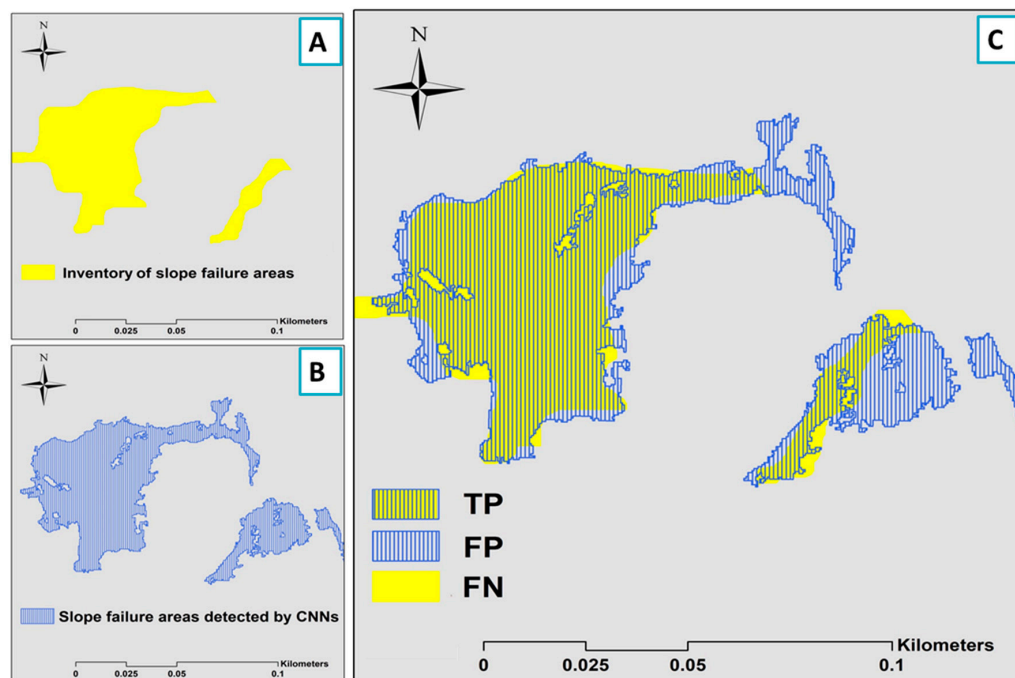 A
N
Inventory of slope failure areas
Kilometers
0 0.025 0.05 0.1
B
N
Slope failure areas detected by CNNs
Kilometers
0 0.025 0.05 0.1
C
N
TP
FP
FN
Kilometers
0 0.025 0.05 0.1